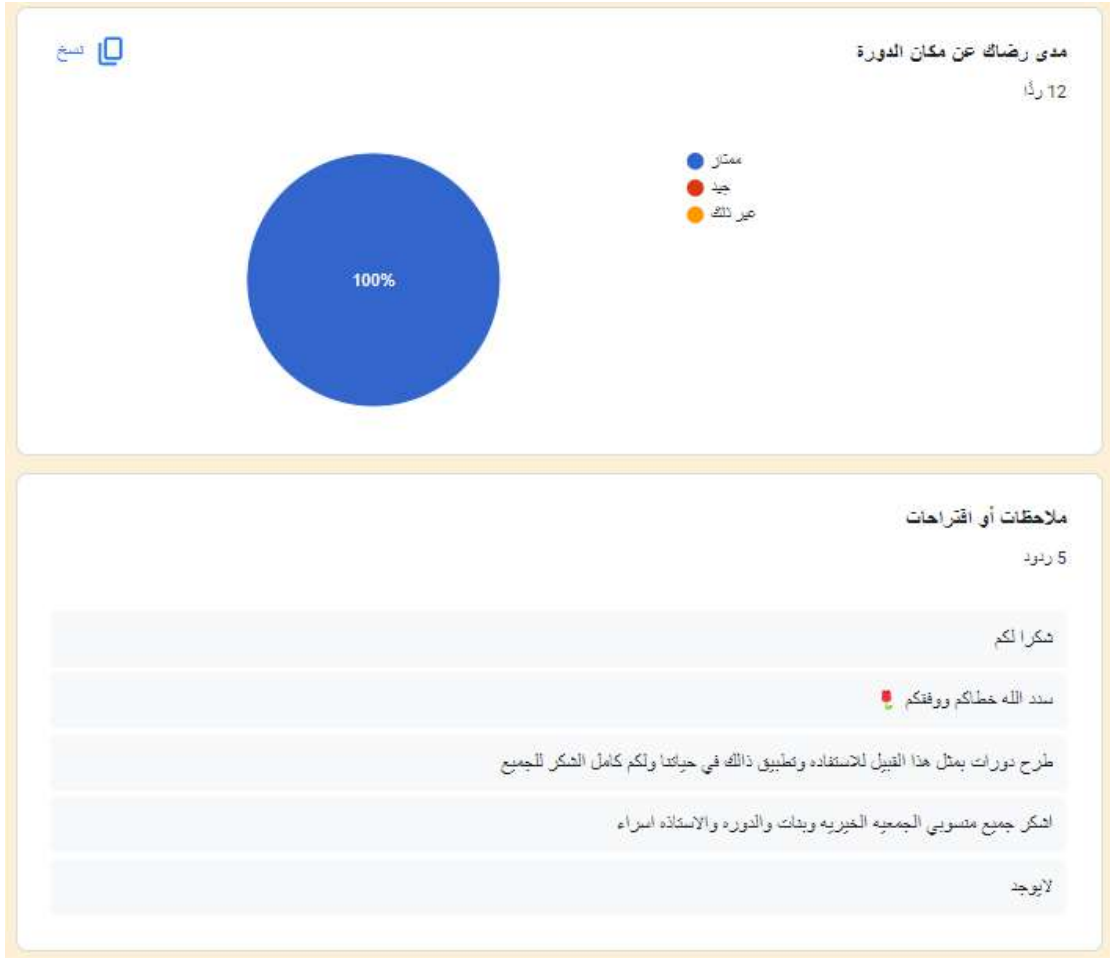 مدى رضاك عن مكان الدورة
نسخ
12 ردًا
ممتاز
جيد
غير ذلك
100%
ملاحظات أو اقتراحات
5 ردود
شكرا لكم
سدد الله خطاكم ووفقكم 🌷
طرح دورات بمثل هذا القبيل للاستفاده وتطبيق ذالك في حياتنا ولكم كامل الشكر للجميع
اشكر جميع منسوبي الجمعيه الخيريه وبنات والدوره والاستاذه اسراء
لايوجد